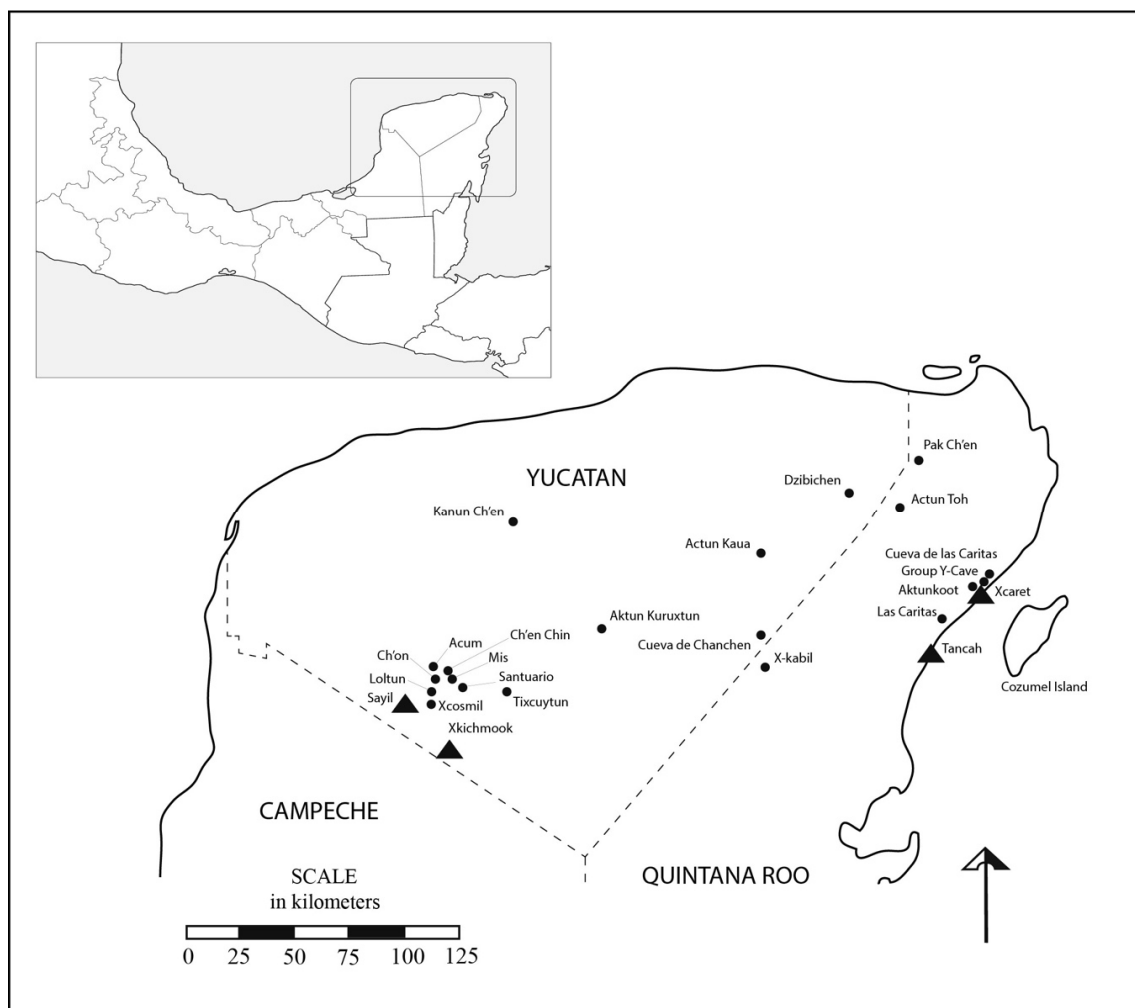 Pak Ch'en
YUCATAN
Dzibichen
Actun Toh
Kanun Ch'en
Actun Kaua
Cueva de las Caritas
Group Y-Cave
Aktunkoot
Xcaret
Las Caritas
Aktun Kuruxtun
Ch'en Chin
Acum
Cueva de Chanchen
Ch'on
Mis
X-kabil
Tancah
Loltun
Santuario
Cozumel Island
Sayil
Xcosmil
Tixcuytun
Xkichmook
CAMPECHE
QUINTANA ROO
SCALE
in kilometers
0 25 50 75 100 125